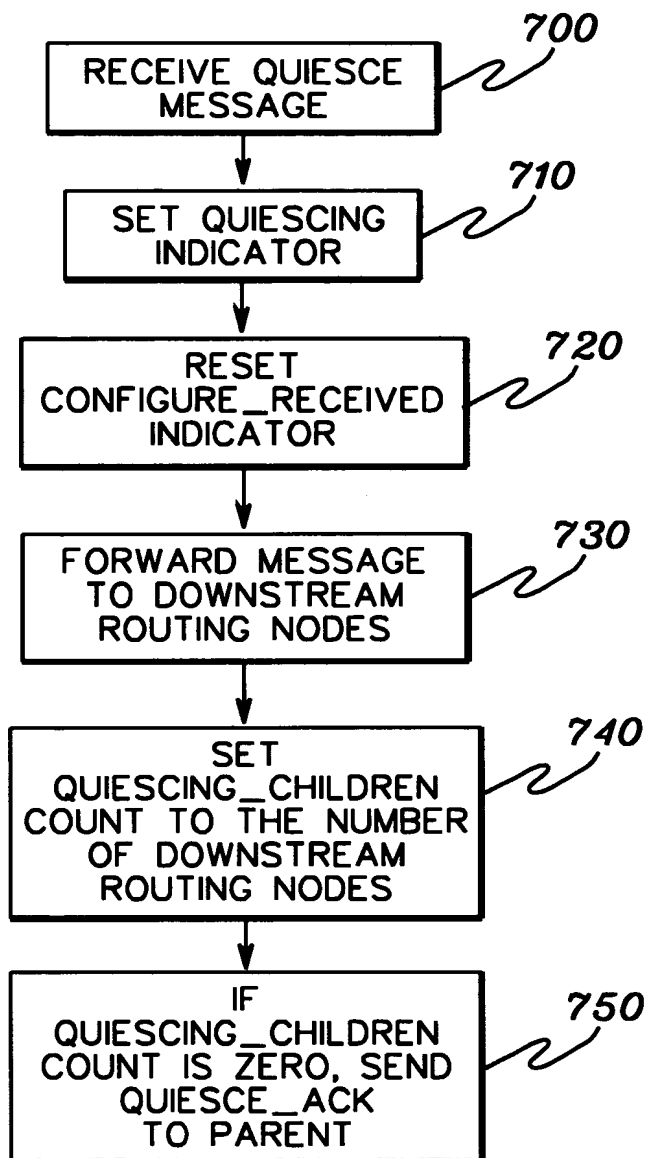 700
RECEIVE QUIESCE
MESSAGE
710
SET QUIESCING
INDICATOR
720
RESET
CONFIGURE_RECEIVED
INDICATOR
730
FORWARD MESSAGE
TO DOWNSTREAM
ROUTING NODES
740
SET
QUIESCING_CHILDREN
COUNT TO THE NUMBER
OF DOWNSTREAM
ROUTING NODES
750
IF
QUIESCING_CHILDREN
COUNT IS ZERO, SEND
QUIESCE_ACK
TO PARENT